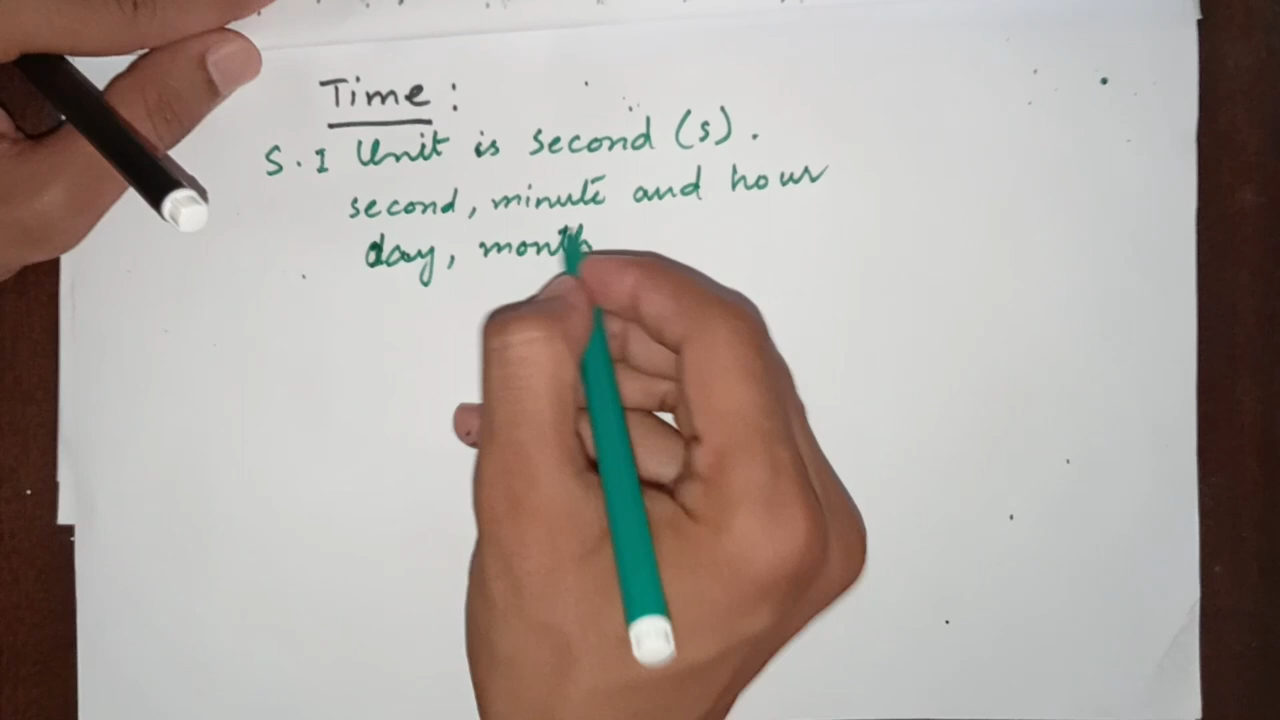 Time :
S.I Unit is second (s).
second, minute and hour
day, month